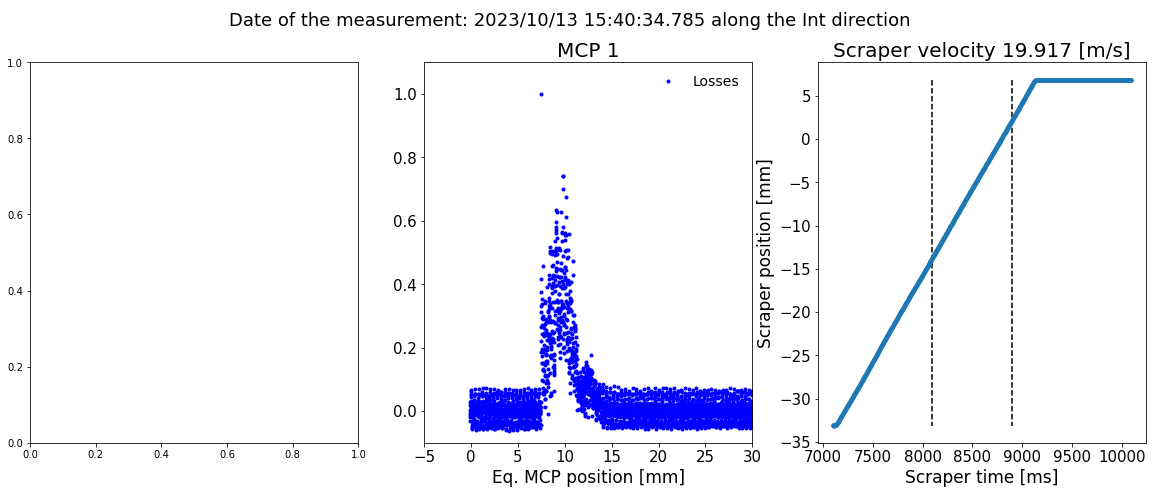 Date of the measurement: 2023/10/13 15:40:34.785 along the Int direction
1.0
0.8
0.6
0.4
0.2
0.0
0.0 0.2 0.4 0.6 0.8 1.0
MCP 1
Losses
1.0
0.8
0.6
0.4
0.2
0.0
−5 0 5 10 15 20 25 30
Eq. MCP position [mm]
Scraper velocity 19.917 [m/s]
Scraper position [mm]
5
0
−5
−10
−15
−20
−25
−30
−35
7000 7500 8000 8500 9000 9500 10000
Scraper time [ms]